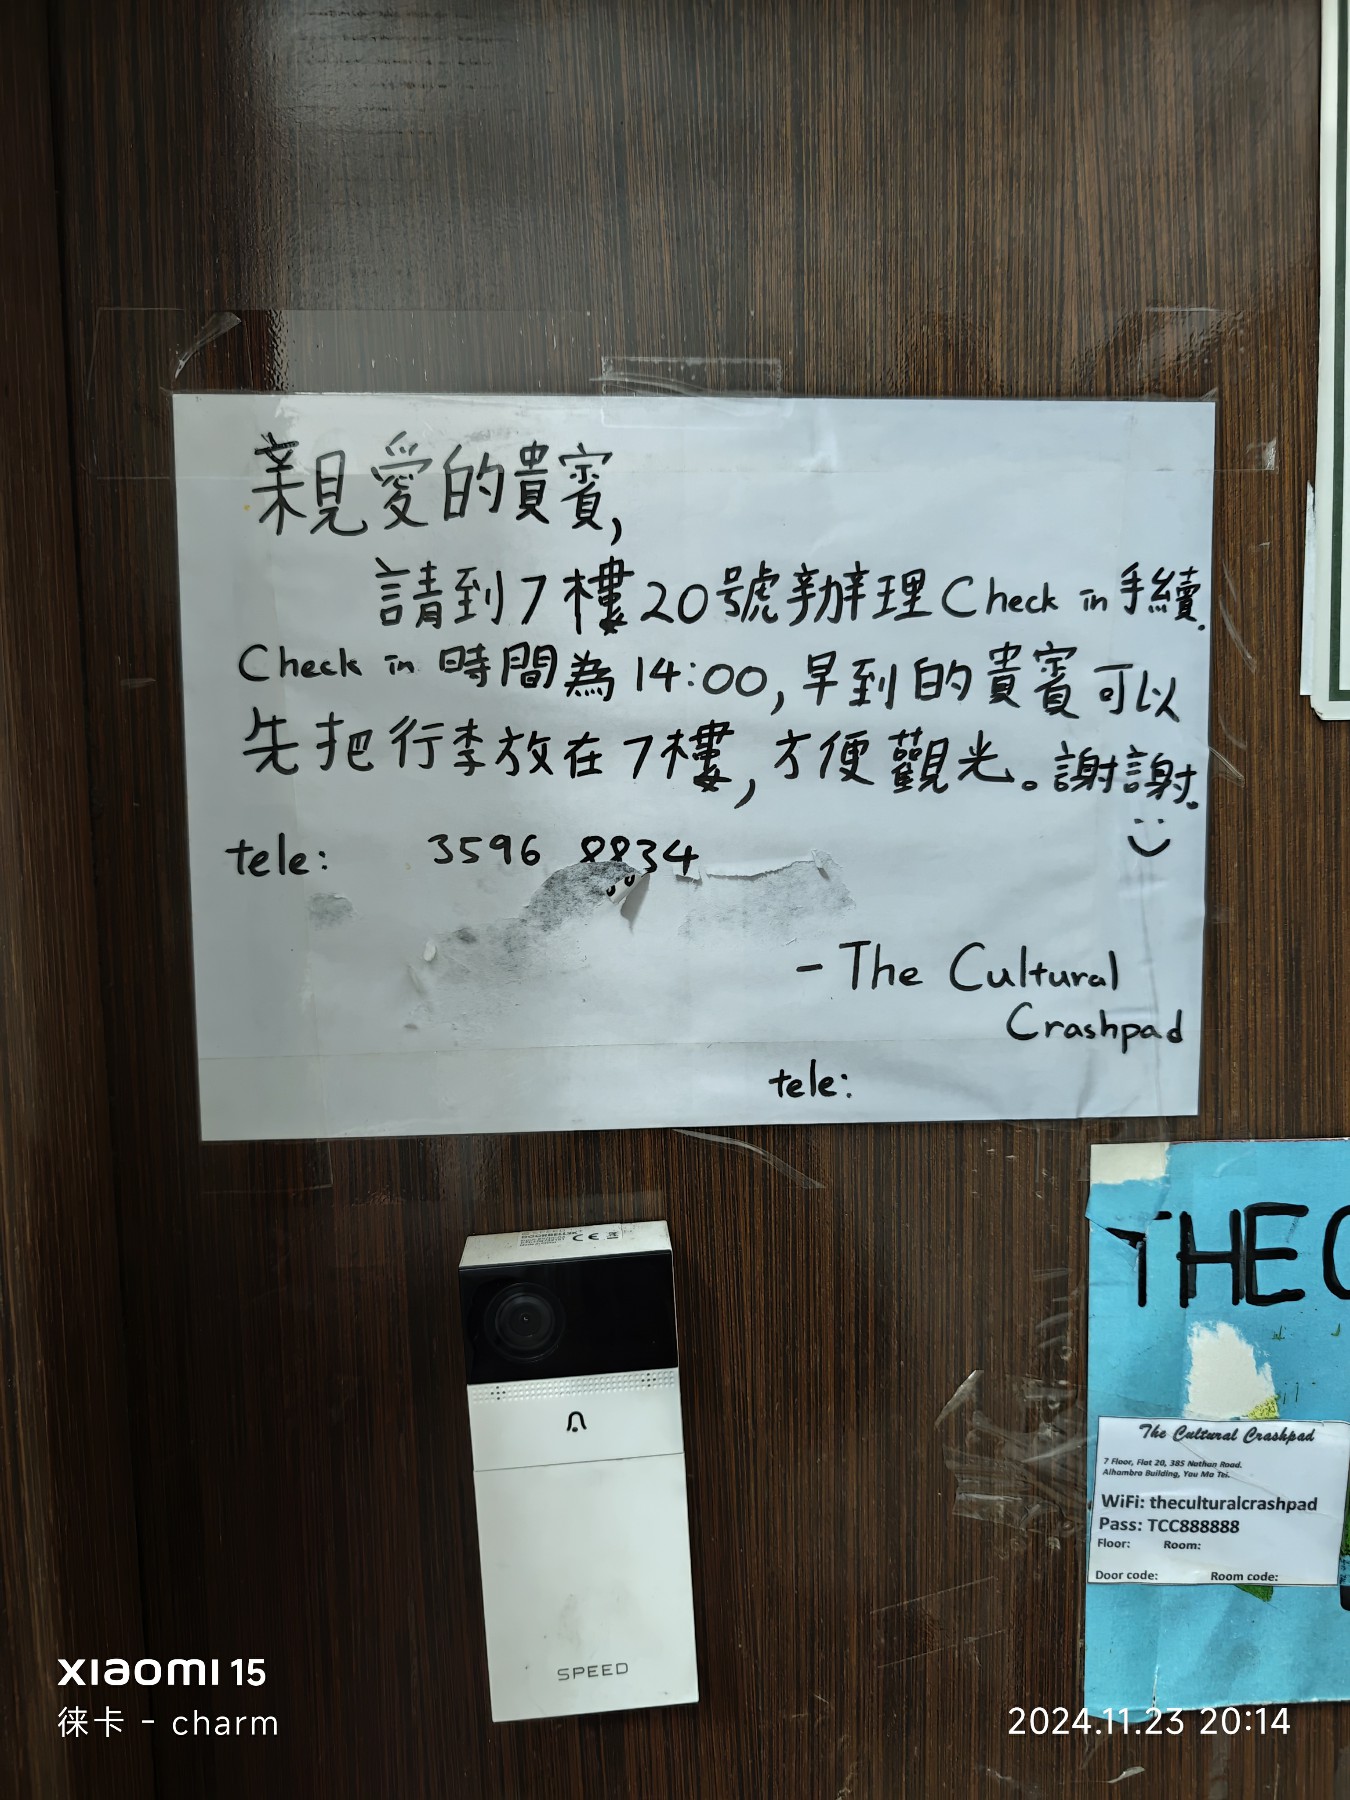 親愛的貴賓,
請到7樓20號辦理Check in手續.
Check in 時間為14:00,早到的貴賓可以
先把行李放在7樓,方便觀光。謝謝.
tele: 3596 8834
- The Cultural
Crashpad
tele:
THE
The Cultural Crashpad
7 Floor, Flat 20, 385 Nathan Road.
Alhambra Building, Yau Ma Tei.
WiFi: theculturalcrashpad
Pass: TCC888888
Floor: Room:
Door code: Room code:
CE
SPEED
XIAOMI 15
徕卡 - charm
2024.11.23 20:14